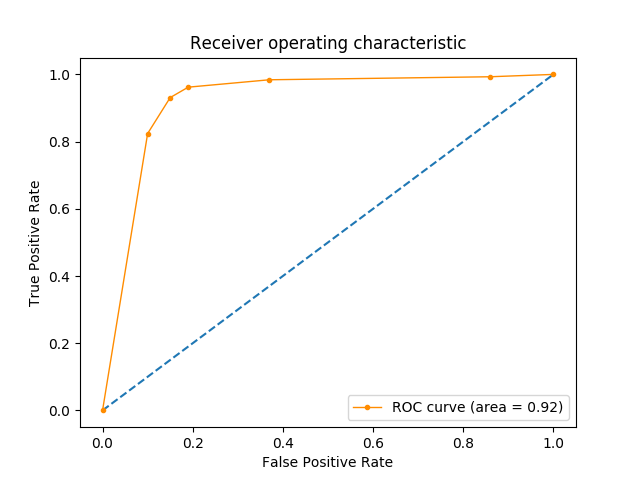 Receiver operating characteristic
1.0
0.8
0.6
0.4
0.2
0.0
True Positive Rate
ROC curve (area = 0.92)
0.0 0.2 0.4 0.6 0.8 1.0
False Positive Rate